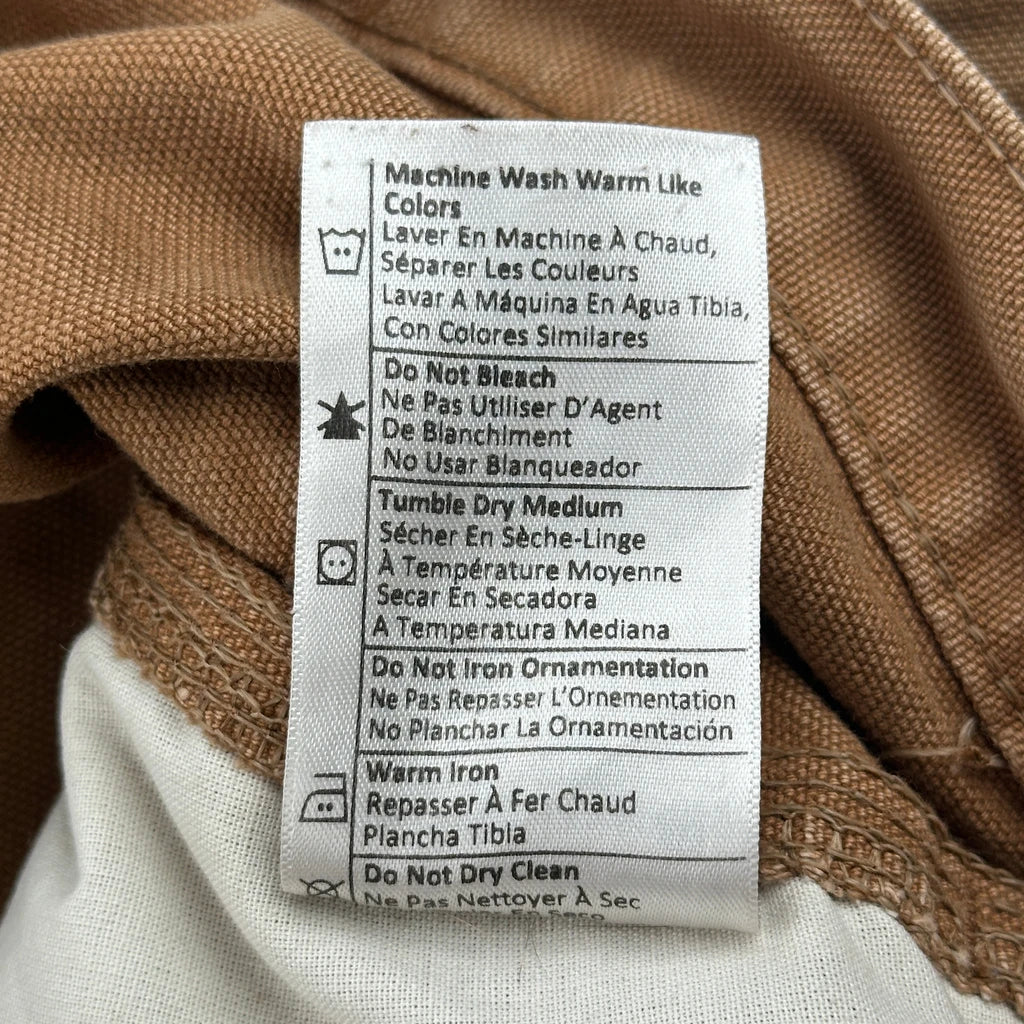 Machine Wash Warm Like
Colors
Laver En Machine À Chaud,
Séparer Les Couleurs
Lavar A Máquina En Agua Tibia,
Con Colores Similares
Do Not Bleach
Ne Pas Utiliser D'Agent
De Blanchiment
No Usar Blanqueador
Tumble Dry Medium
Sécher En Sèche-Linge
À Température Moyenne
Secar En Secadora
A Temperatura Mediana
Do Not Iron Ornamentation
Ne Pas Repasser L'Ornementation
No Planchar La Ornamentación
Warm Iron
Repasser À Fer Chaud
Plancha Tibia
Do Not Dry Clean
Ne Pas Nettoyer À Sec
En Seco